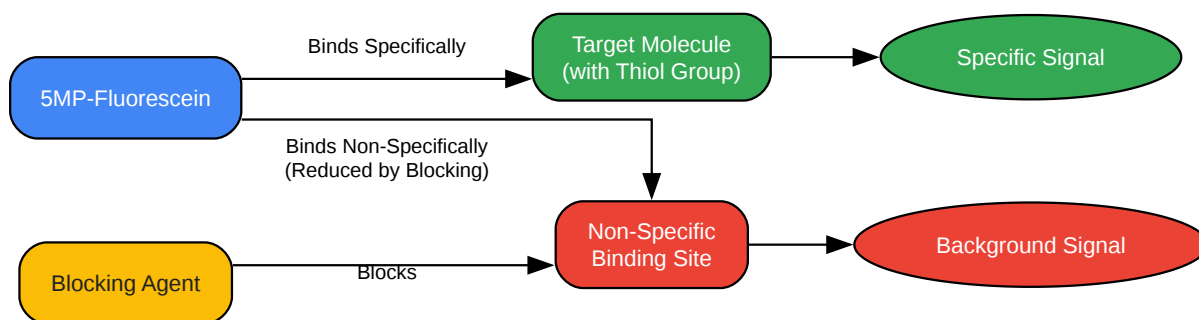 Binds Specifically
Target Molecule
(with Thiol Group)
Specific Signal
5MP-Fluorescein
Binds Non-Specifically
(Reduced by Blocking)
Non-Specific
Binding Site
Background Signal
Blocks
Blocking Agent